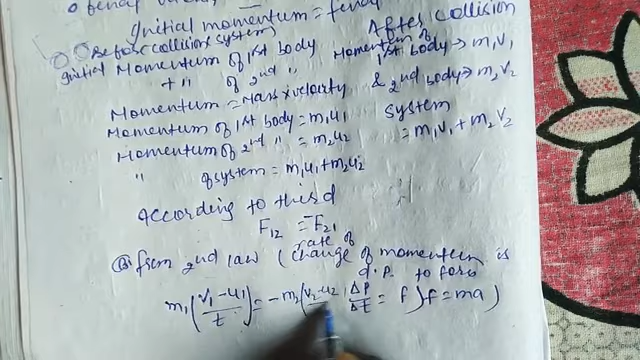 Initial momentum = 
Before collision (system)
After collision
Initial Momentum of 1st body
+ " of 2nd "
Momentum of 1st body → m₁v₁
& 2nd body → m₂v₂
Momentum = Mass x velocity
Momentum of 1st body = m₁u₁
Momentum of 2nd " = m₂u₂
" of system = m₁u₁ + m₂u₂
system
= m₁v₁ + m₂v₂
According to third
F₁₂ = -F₂₁
from 2nd law (rate of change of momentum is
d.p. to force
m₁(v₁-u₁/t) = -m₂(v₂-u₂ ΔP/Δt = f) f = ma)